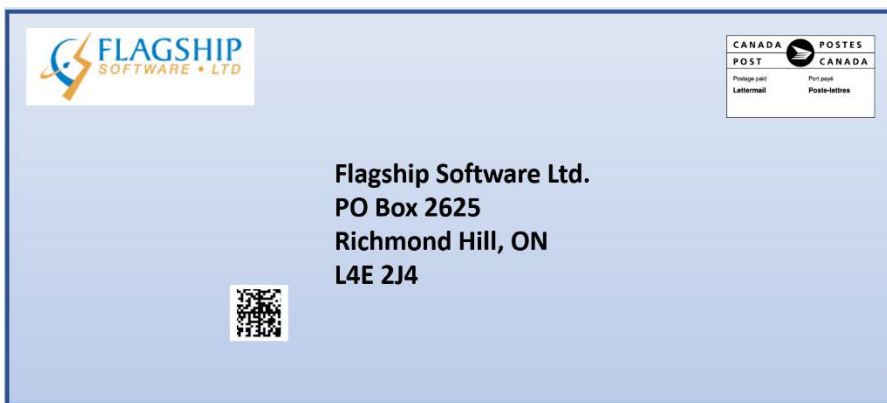 FLAGSHIP
SOFTWARE • LTD
CANADA POSTES
POST CANADA
Postage paid Port payé
Lettermail Poste-lettres
Flagship Software Ltd.
PO Box 2625
Richmond Hill, ON
L4E 2J4